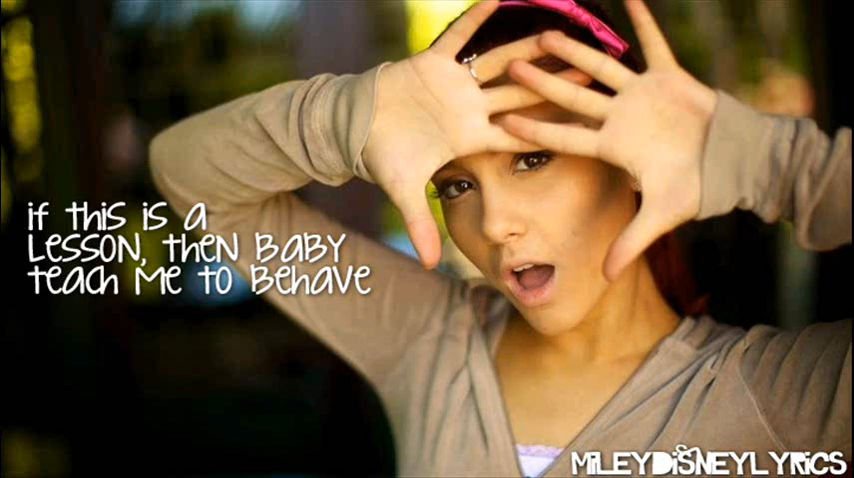 if this is a
Lesson, then baby
teach me to behave
MiLEYDiSNEYLYRiCS